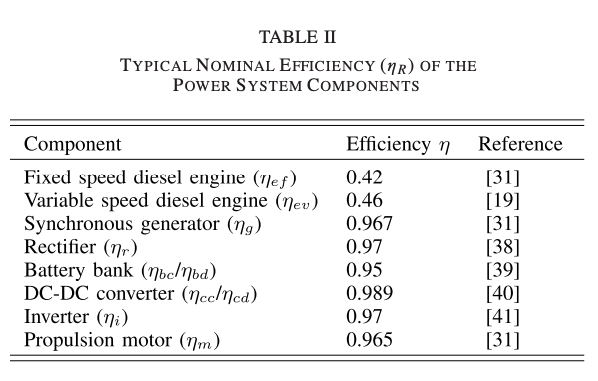 TABLE II
TYPICAL NOMINAL EFFICIENCY (ηR) OF THE
POWER SYSTEM COMPONENTS
Component Efficiency η Reference
Fixed speed diesel engine (ηef) 0.42 [31]
Variable speed diesel engine (ηev) 0.46 [19]
Synchronous generator (ηg) 0.967 [31]
Rectifier (ηr) 0.97 [38]
Battery bank (ηbc/ηbd) 0.95 [39]
DC-DC converter (ηcc/ηcd) 0.989 [40]
Inverter (ηi) 0.97 [41]
Propulsion motor (ηm) 0.965 [31]